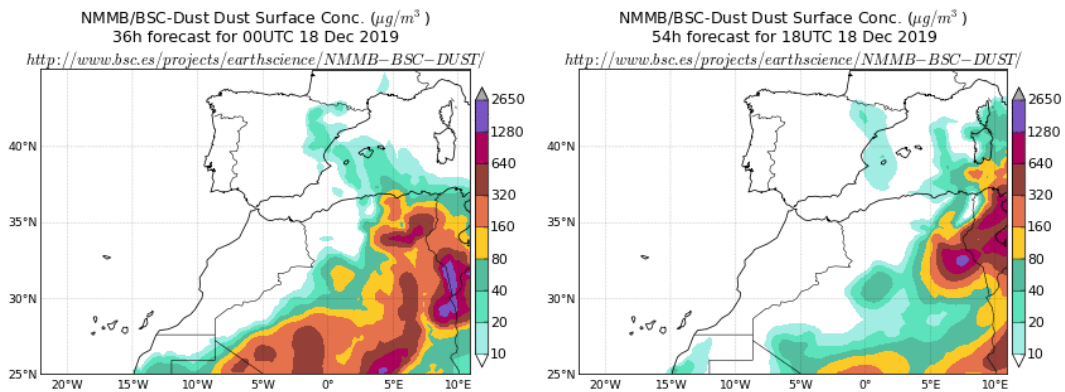 NMMB/BSC-Dust Dust Surface Conc. (μg/m³ )
36h forecast for 00UTC 18 Dec 2019
http://www.bsc.es/projects/earthscience/NMMB−BSC−DUST/
2650
1280
640
320
160
80
40
20
10
40°N
35°N
30°N
25°N
20°W
15°W
10°W
5°W
0°
5°E
10°E
NMMB/BSC-Dust Dust Surface Conc. (μg/m³ )
54h forecast for 18UTC 18 Dec 2019
http://www.bsc.es/projects/earthscience/NMMB−BSC−DUST/
2650
1280
640
320
160
80
40
20
10
40°N
35°N
30°N
25°N
20°W
15°W
10°W
5°W
0°
5°E
10°E